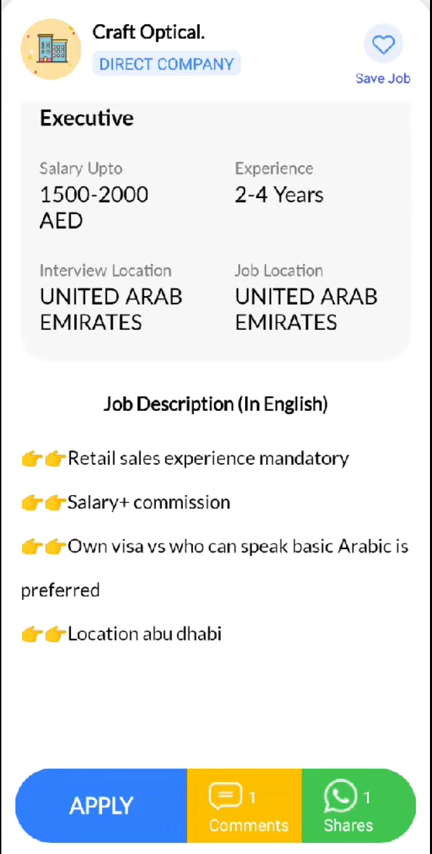 Craft Optical.
DIRECT COMPANY
Save Job
Executive
Salary Upto
1500-2000
AED
Experience
2-4 Years
Interview Location
UNITED ARAB
EMIRATES
Job Location
UNITED ARAB
EMIRATES
Job Description (In English)
👉👉Retail sales experience mandatory
👉👉Salary+ commission
👉👉Own visa vs who can speak basic Arabic is
preferred
👉👉Location abu dhabi
APPLY
1
Comments
1
Shares